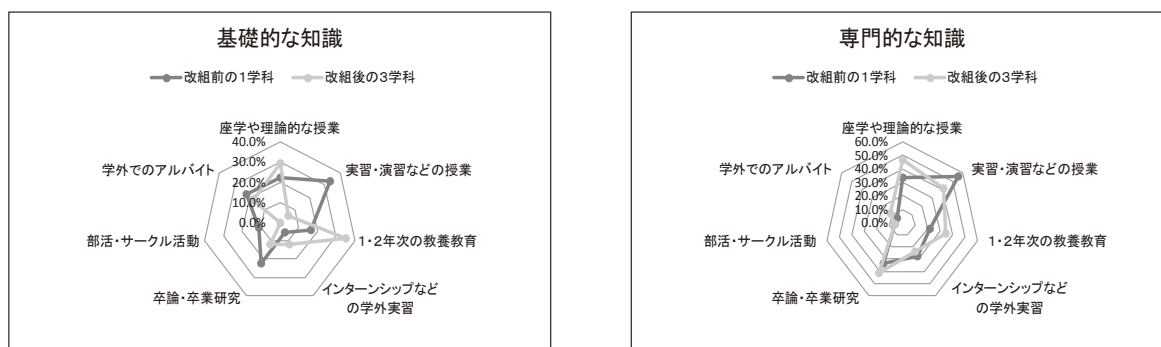 基礎的な知識
改組前の1学科 改組後の3学科
座学や理論的な授業
実習・演習などの授業
1・2年次の教養教育
インターンシップなど
の学外実習
卒論・卒業研究
部活・サークル活動
学外でのアルバイト
40.0%
30.0%
20.0%
10.0%
0.0%
専門的な知識
改組前の1学科 改組後の3学科
座学や理論的な授業
実習・演習などの授業
1・2年次の教養教育
インターンシップなど
の学外実習
卒論・卒業研究
部活・サークル活動
学外でのアルバイト
60.0%
50.0%
40.0%
30.0%
20.0%
10.0%
0.0%